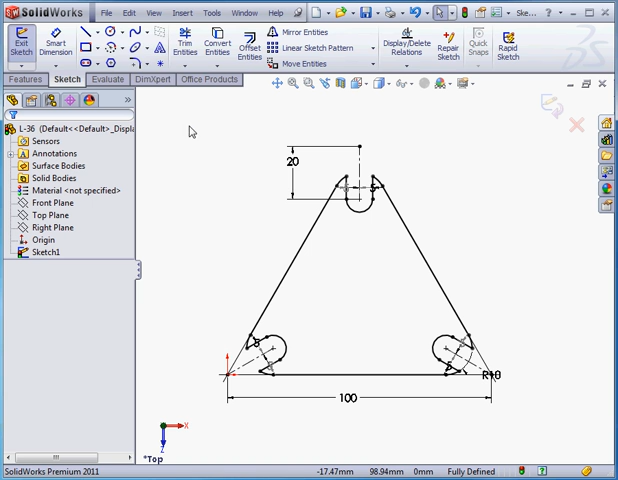 SolidWorks
File Edit View Insert Tools Window Help
Ske...
Exit Sketch
Smart Dimension
Trim Entities
Convert Entities
Offset Entities
Mirror Entities
Linear Sketch Pattern
Move Entities
Display/Delete Relations
Repair Sketch
Quick Snaps
Rapid Sketch
Features Sketch Evaluate DimXpert Office Products
L-36 (Default<<Default>_Displa
Sensors
Annotations
Surface Bodies
Solid Bodies
Material <not specified>
Front Plane
Top Plane
Right Plane
Origin
Sketch1
20
5
5
5
R10
100
X
Z
*Top
SolidWorks Premium 2011
-17.47mm 98.94mm 0mm Fully Defined